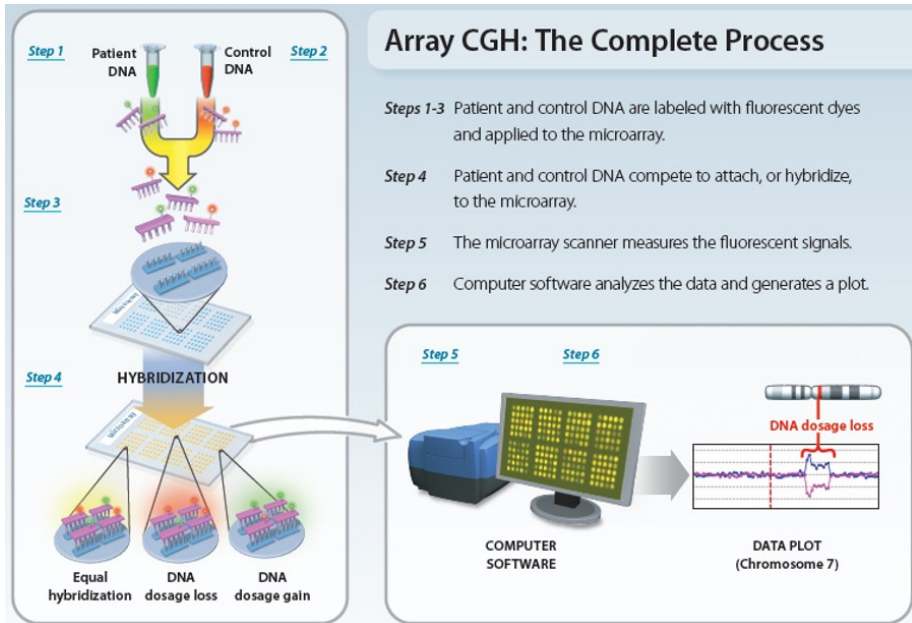 Array CGH: The Complete Process
Step 1
Patient
DNA
Control
DNA
Step 2
Steps 1-3 Patient and control DNA are labeled with fluorescent dyes
and applied to the microarray.
Step 4 Patient and control DNA compete to attach, or hybridize,
to the microarray.
Step 5 The microarray scanner measures the fluorescent signals.
Step 6 Computer software analyzes the data and generates a plot.
Step 3
Microarray
Step 4
HYBRIDIZATION
Microarray
Equal
hybridization
DNA
dosage loss
DNA
dosage gain
Step 5
Step 6
COMPUTER
SOFTWARE
DNA dosage loss
DATA PLOT
(Chromosome 7)